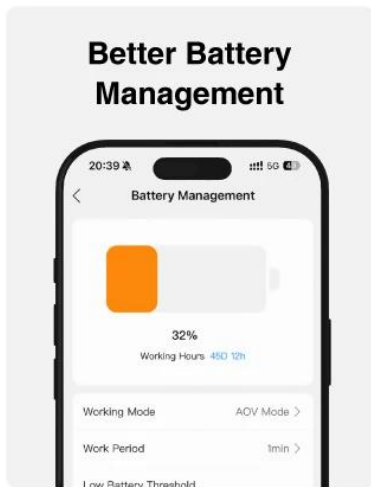 Better Battery
Management
20:39
5G
Battery Management
32%
Working Hours 45D 12h
Working Mode AOV Mode >
Work Period 1min >
Low Battery Threshold